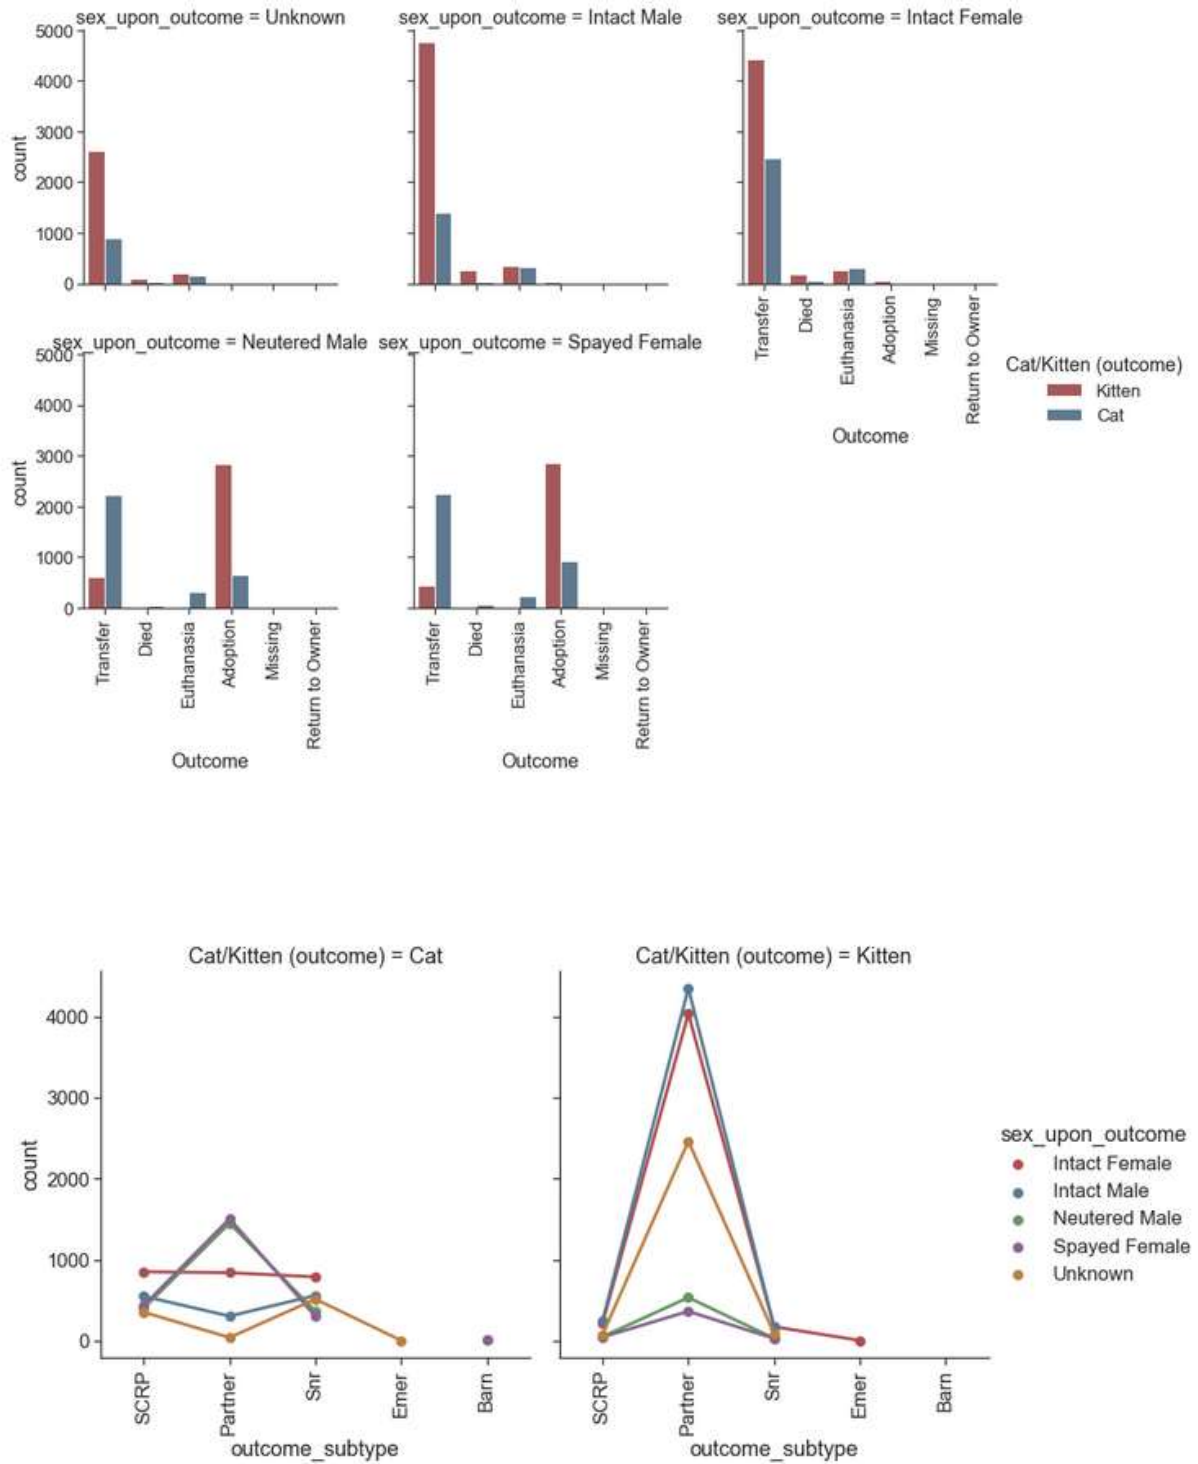 sex_upon_outcome = Unknown
sex_upon_outcome = Intact Male
sex_upon_outcome = Intact Female
5000
4000
3000
2000
1000
0
count
Transfer
Died
Euthanasia
Adoption
Missing
Return to Owner
Outcome
Cat/Kitten (outcome)
Kitten
Cat
sex_upon_outcome = Neutered Male
sex_upon_outcome = Spayed Female
5000
4000
3000
2000
1000
0
count
Transfer
Died
Euthanasia
Adoption
Missing
Return to Owner
Outcome
Transfer
Died
Euthanasia
Adoption
Missing
Return to Owner
Outcome
Cat/Kitten (outcome) = Cat
Cat/Kitten (outcome) = Kitten
4000
3000
2000
1000
0
count
SCRP
Partner
Snr
Emer
Barn
outcome_subtype
SCRP
Partner
Snr
Emer
Barn
outcome_subtype
sex_upon_outcome
Intact Female
Intact Male
Neutered Male
Spayed Female
Unknown